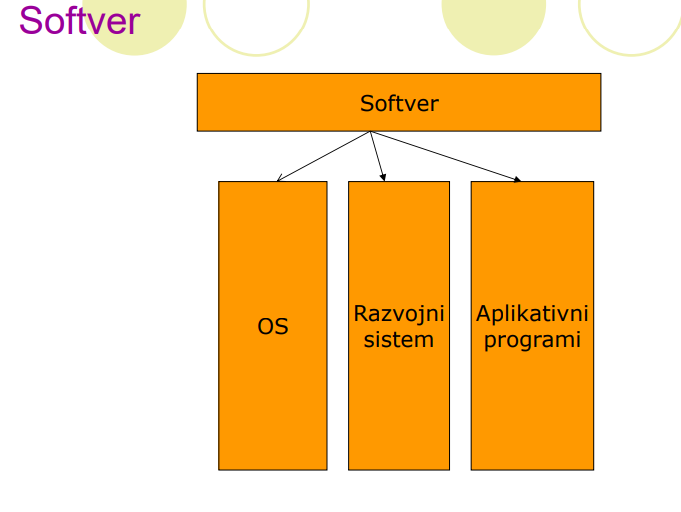 Softver
Softver
OS
Razvojni
sistem
Aplikativni
programi